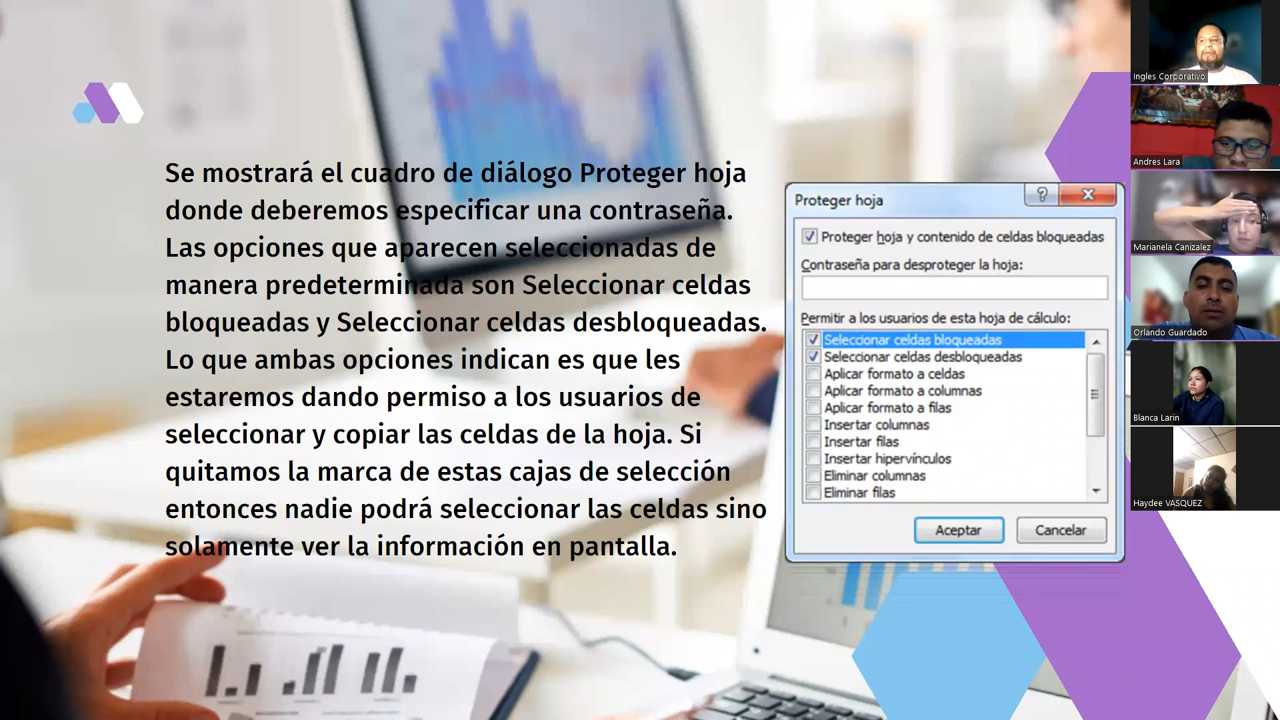 Se mostrará el cuadro de diálogo Proteger hoja
donde deberemos especificar una contraseña.
Las opciones que aparecen seleccionadas de
manera predeterminada son Seleccionar celdas
bloqueadas y Seleccionar celdas desbloqueadas.
Lo que ambas opciones indican es que les
estaremos dando permiso a los usuarios de
seleccionar y copiar las celdas de la hoja. Si
quitamos la marca de estas cajas de selección
entonces nadie podrá seleccionar las celdas sino
solamente ver la información en pantalla.
Proteger hoja
Proteger hoja y contenido de celdas bloqueadas
Contraseña para desproteger la hoja:
Permitir a los usuarios de esta hoja de cálculo:
Seleccionar celdas bloqueadas
Seleccionar celdas desbloqueadas
Aplicar formato a celdas
Aplicar formato a columnas
Aplicar formato a filas
Insertar columnas
Insertar filas
Insertar hipervínculos
Eliminar columnas
Eliminar filas
Aceptar
Cancelar
Ingles Corporativo
Andres Lara
Marianela Canizalez
Orlando Guardado
Blanca Larin
Haydee VASQUEZ